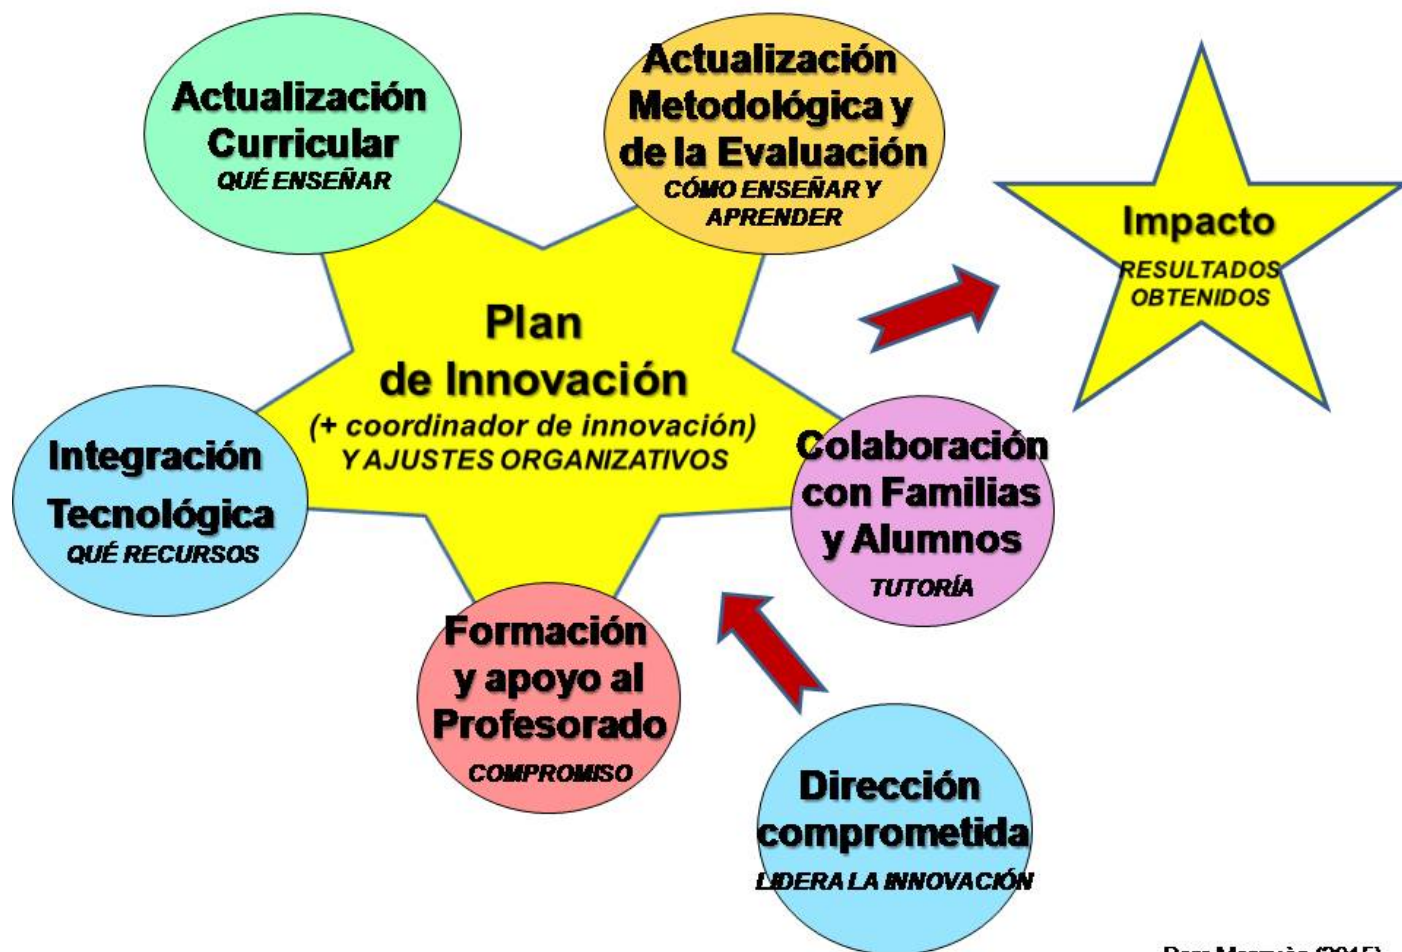 Actualización
Curricular
QUÉ ENSEÑAR
Actualización
Metodológica y
de la Evaluación
CÓMO ENSEÑAR Y
APRENDER
Impacto
RESULTADOS
OBTENIDOS
Plan
de Innovación
(+ coordinador de innovación)
Y AJUSTES ORGANIZATIVOS
Integración
Tecnológica
QUÉ RECURSOS
Colaboración
con Familias
y Alumnos
TUTORÍA
Formación
y apoyo al
Profesorado
COMPROMISO
Dirección
comprometida
LIDERA LA INNOVACIÓN